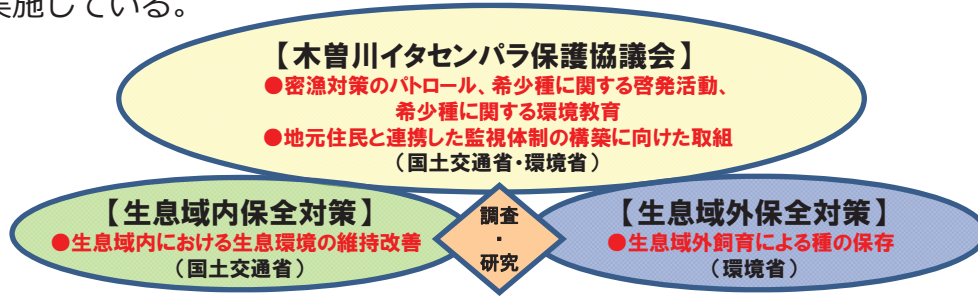 実施している。
【木曽川イタセンパラ保護協議会】
●密漁対策のパトロール、希少種に関する啓発活動、
希少種に関する環境教育
●地元住民と連携した監視体制の構築に向けた取組
（国土交通省・環境省）
【生息域内保全対策】
●生息域内における生息環境の維持改善
（国土交通省）
調査
・
研究
【生息域外保全対策】
●生息域外飼育による種の保存
（環境省）